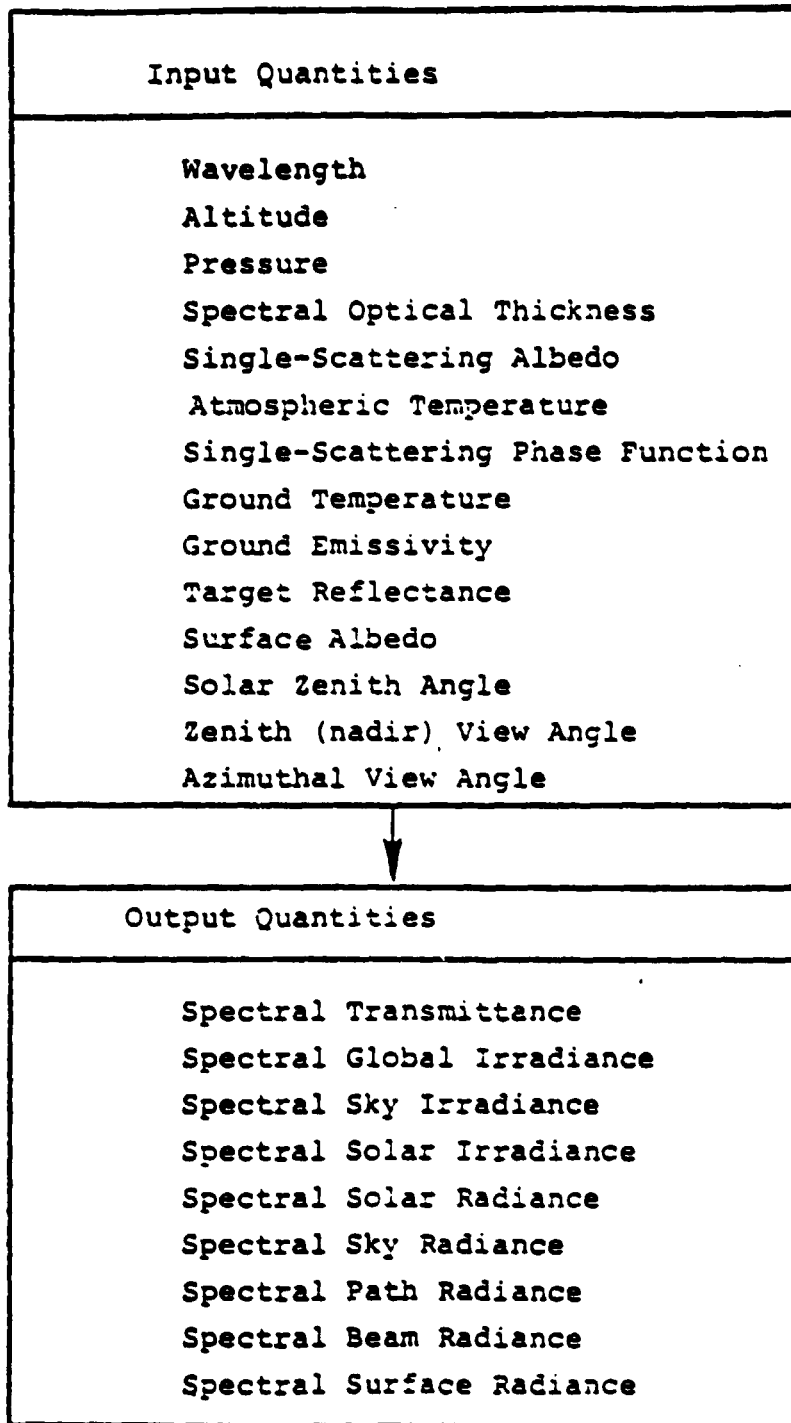 Input Quantities
Wavelength
Altitude
Pressure
Spectral Optical Thickness
Single-Scattering Albedo
Atmospheric Temperature
Single-Scattering Phase Function
Ground Temperature
Ground Emissivity
Target Reflectance
Surface Albedo
Solar Zenith Angle
Zenith (nadir) View Angle
Azimuthal View Angle
Output Quantities
Spectral Transmittance
Spectral Global Irradiance
Spectral Sky Irradiance
Spectral Solar Irradiance
Spectral Solar Radiance
Spectral Sky Radiance
Spectral Path Radiance
Spectral Beam Radiance
Spectral Surface Radiance